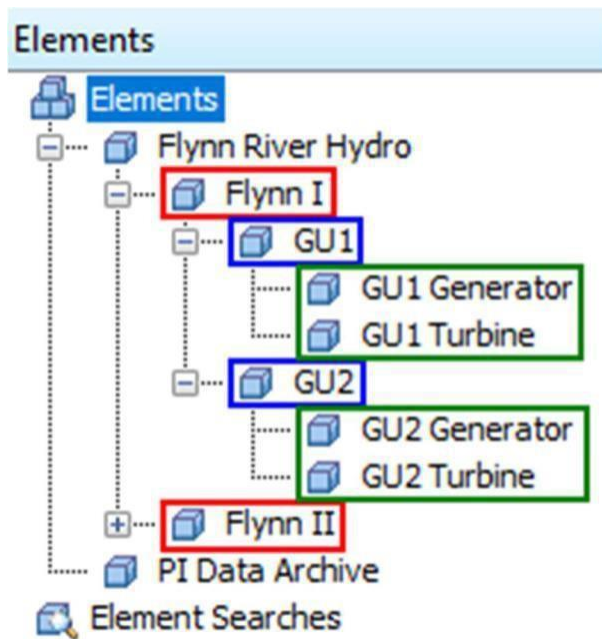 Elements
Elements
Flynn River Hydro
Flynn I
GU1
GU1 Generator
GU1 Turbine
GU2
GU2 Generator
GU2 Turbine
Flynn II
PI Data Archive
Element Searches